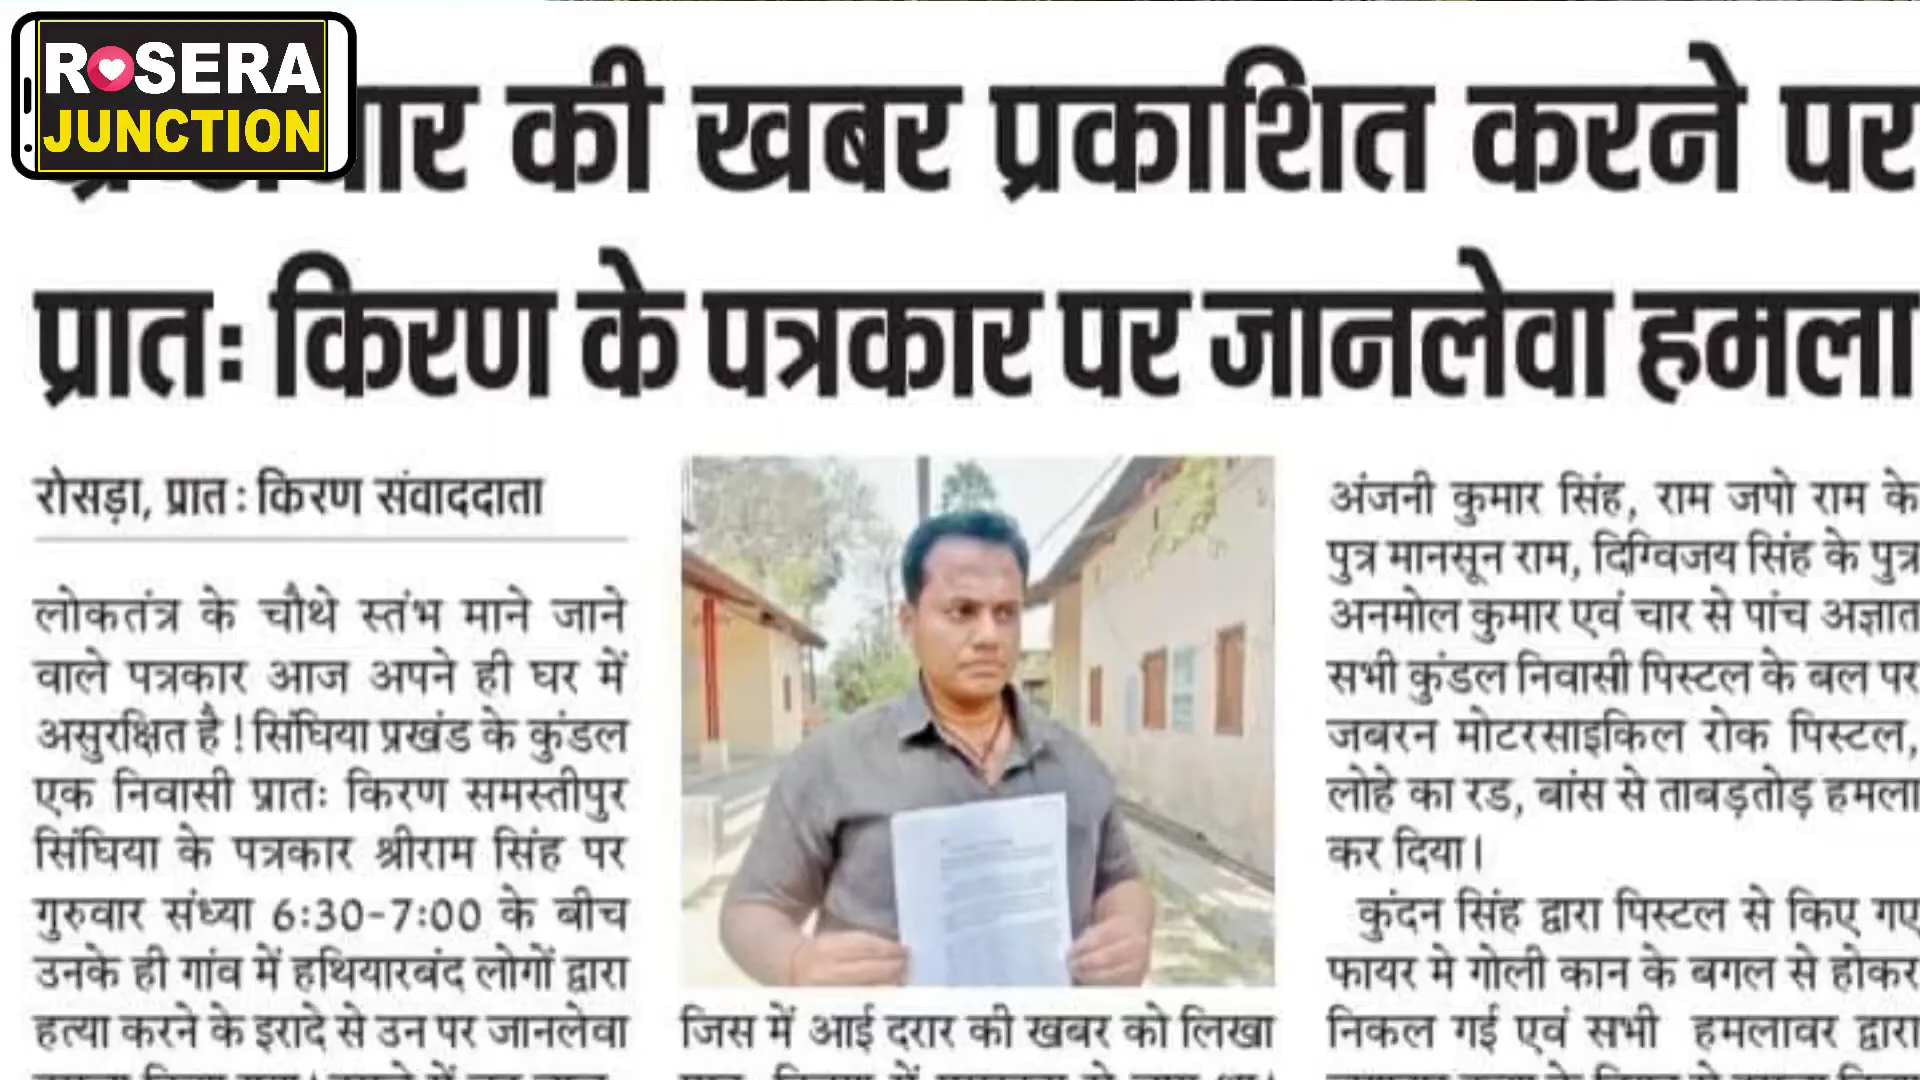 ROSERA
JUNCTION
की खबर प्रकाशित करने पर
प्रातः किरण के पत्रकार पर जानलेवा हमला
रोसड़ा, प्रात: किरण संवाददाता
लोकतंत्र के चौथे स्तंभ माने जाने
वाले पत्रकार आज अपने ही घर में
असुरक्षित है ! सिंघिया प्रखंड के कुंडल
एक निवासी प्रातः किरण समस्तीपुर
सिंघिया के पत्रकार श्रीराम सिंह पर
गुरुवार संध्या 6:30-7:00 के बीच
उनके ही गांव में हथियारबंद लोगों द्वारा
हत्या करने के इरादे से उन पर जानलेवा
जिस में आई दरार की खबर को लिखा
अंजनी कुमार सिंह, राम जपो राम के
पुत्र मानसून राम, दिग्विजय सिंह के पुत्र
अनमोल कुमार एवं चार से पांच अज्ञात
सभी कुंडल निवासी पिस्टल के बल पर
जबरन मोटरसाइकिल रोक पिस्टल,
लोहे का रड, बांस से ताबड़तोड़ हमला
कर दिया।
कुंदन सिंह द्वारा पिस्टल से किए गए
फायर मे गोली कान के बगल से होकर
निकल गई एवं सभी हमलावर द्वारा